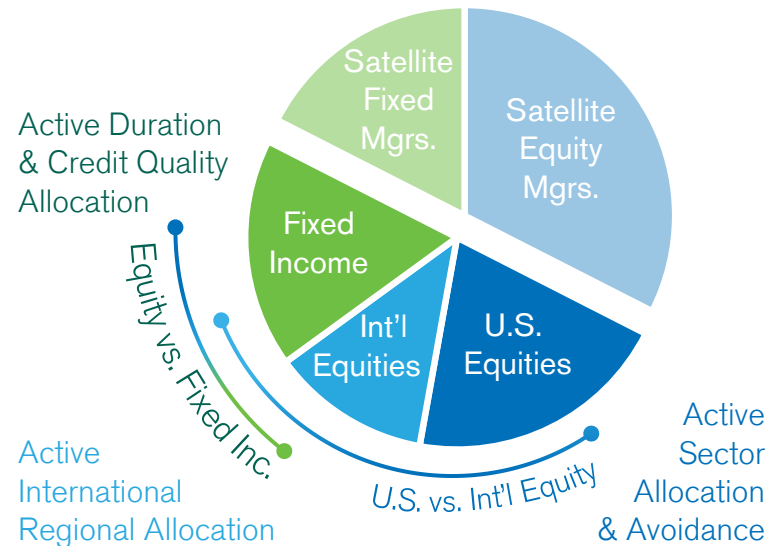 Satellite
Fixed
Mgrs.
Satellite
Equity
Mgrs.
Active Duration
& Credit Quality
Allocation
Fixed
Income
Int'l
Equities
U.S.
Equities
Equity vs. Fixed Inc.
U.S. vs. Int'l Equity
Active
International
Regional Allocation
Active
Sector
Allocation
& Avoidance